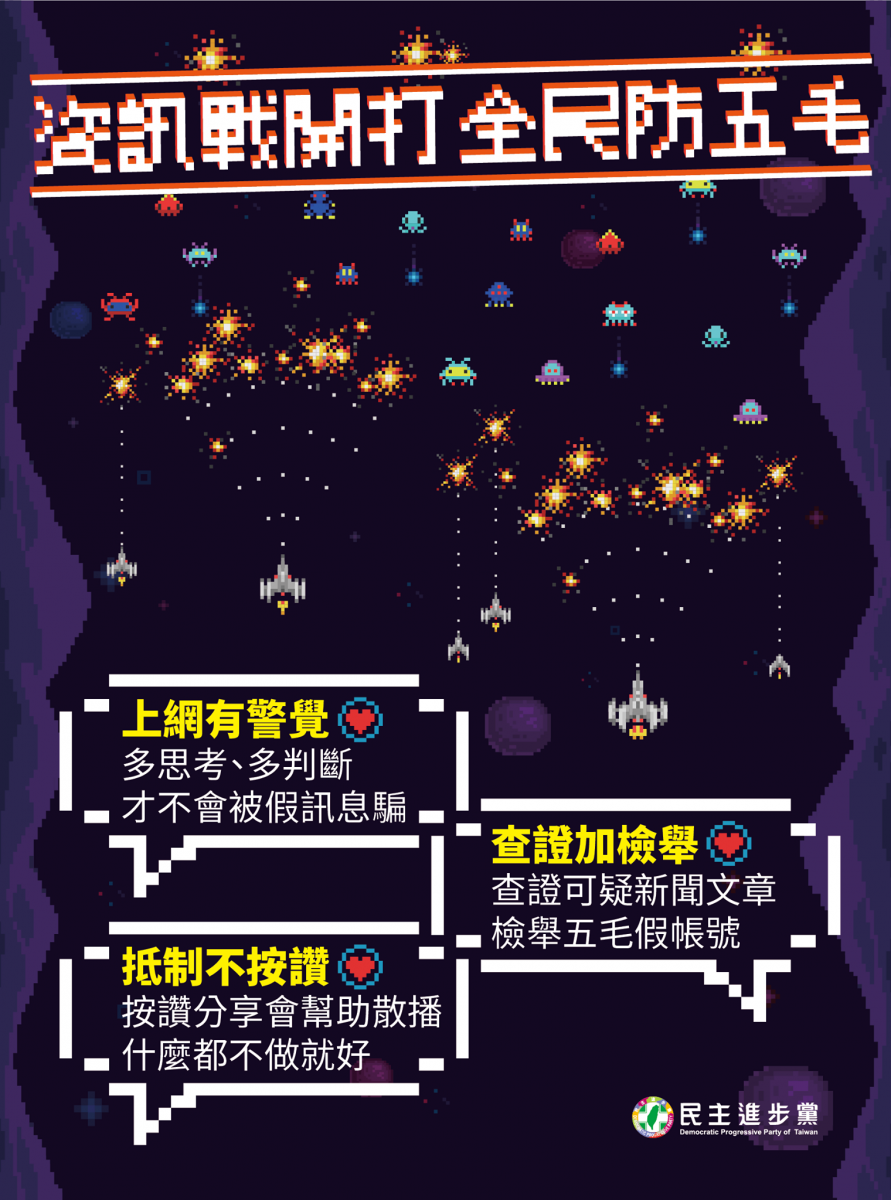 資訊戰開打 全民防五毛
上網有警覺
多思考、多判斷
才不會被假訊息騙
查證加檢舉
查證可疑新聞文章
檢舉五毛假帳號
抵制不按讚
按讚分享會幫助散播
什麼都不做就好
民主進步黨
Democratic Progressive Party of Taiwan